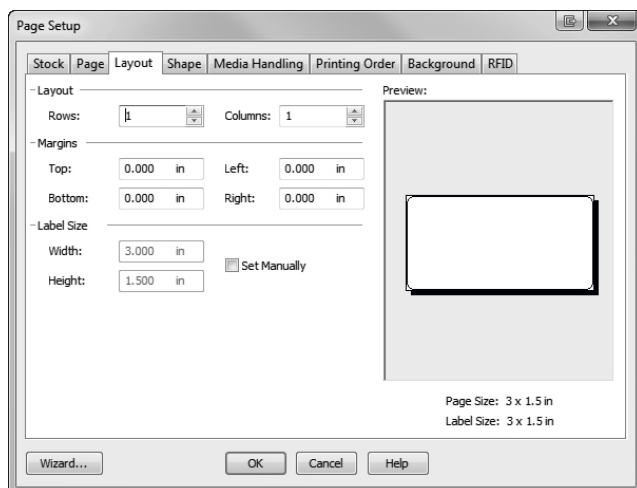 Page Setup
Stock Page Layout Shape Media Handling Printing Order Background RFID
Layout
Rows: 1 Columns: 1
Margins
Top: 0.000 in Left: 0.000 in
Bottom: 0.000 in Right: 0.000 in
Label Size
Width: 3.000 in
Set Manually
Height: 1.500 in
Preview:
Page Size: 3 x 1.5 in
Label Size: 3 x 1.5 in
Wizard... OK Cancel Help